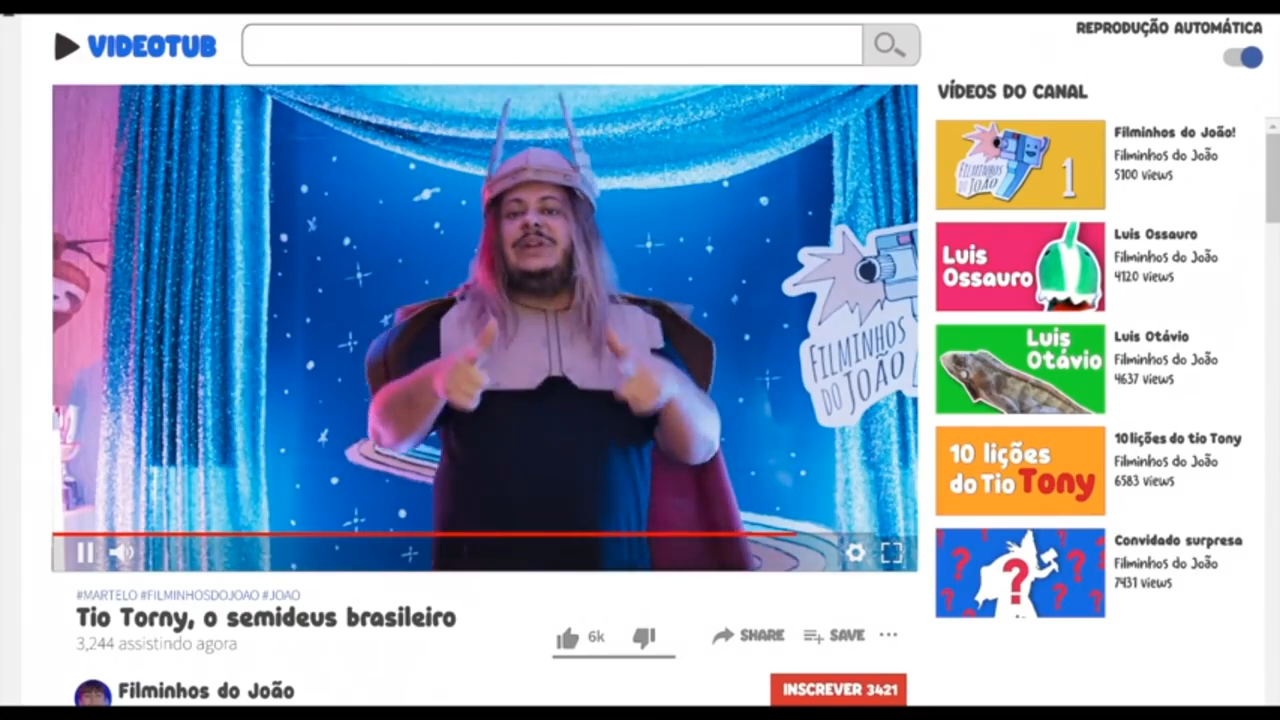 VIDEOTUB
REPRODUÇÃO AUTOMÁTICA
FILMINHOS
DO JOÃO
#MARTELO #FILMINHOSDOJOAO #JOAO
Tio Torny, o semideus brasileiro
3,244 assistindo agora
6k
SHARE
SAVE
Filminhos do João
INSCREVER 3421
VÍDEOS DO CANAL
FILMINHOS
DO JOÃO
1
Filminhos do João!
Filminhos do João
5100 views
Luis
Ossauro
Luis Ossauro
Filminhos do João
4120 views
Luis
Otávio
Luis Otávio
Filminhos do João
4637 views
10 lições
do Tio Tony
10 lições do tio Tony
Filminhos do João
6583 views
Convidado surpresa
Filminhos do João
7431 views